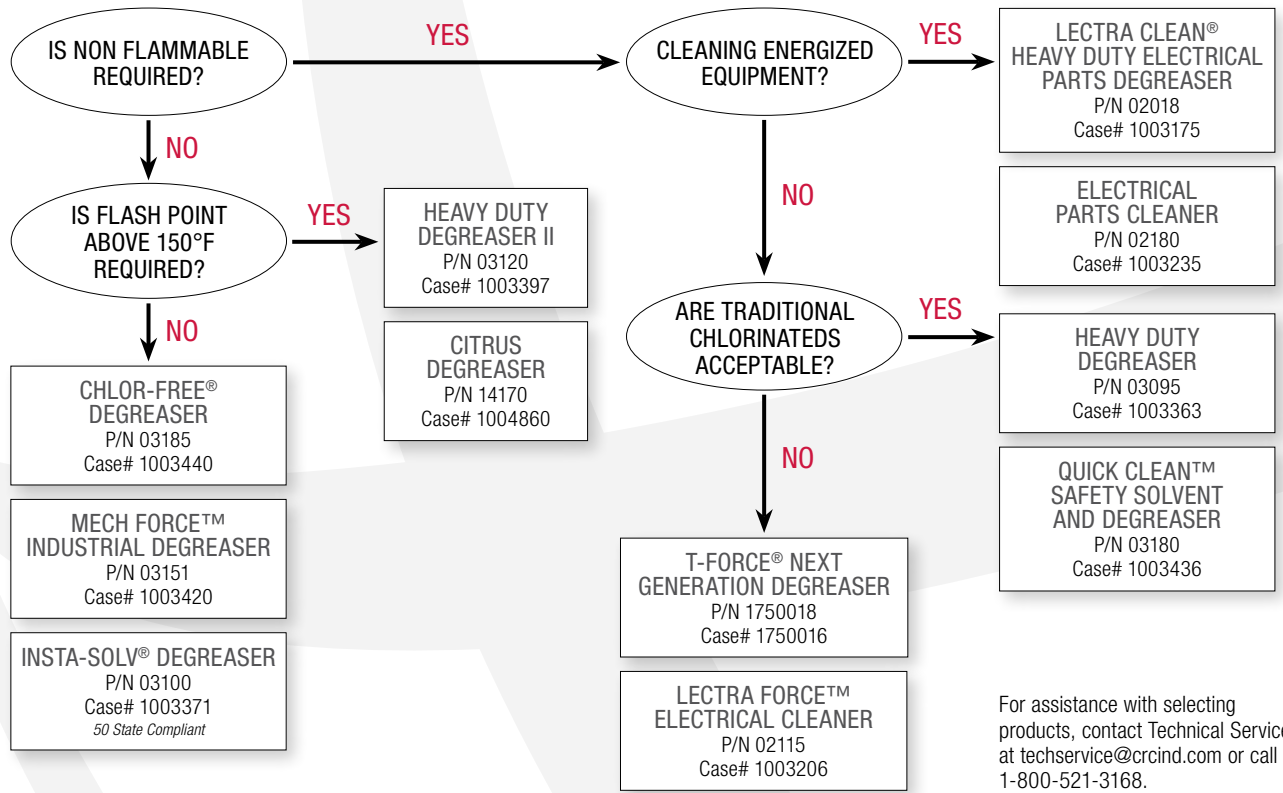 IS NON FLAMMABLE
REQUIRED?
YES
CLEANING ENERGIZED
EQUIPMENT?
YES
LECTRA CLEAN®
HEAVY DUTY ELECTRICAL
PARTS DEGREASER
P/N 02018
Case# 1003175
ELECTRICAL
PARTS CLEANER
P/N 02180
Case# 1003235
NO
IS FLASH POINT
ABOVE 150°F
REQUIRED?
YES
HEAVY DUTY
DEGREASER II
P/N 03120
Case# 1003397
CITRUS
DEGREASER
P/N 14170
Case# 1004860
NO
ARE TRADITIONAL
CHLORINATEDS
ACCEPTABLE?
YES
HEAVY DUTY
DEGREASER
P/N 03095
Case# 1003363
QUICK CLEAN™
SAFETY SOLVENT
AND DEGREASER
P/N 03180
Case# 1003436
NO
CHLOR-FREE®
DEGREASER
P/N 03185
Case# 1003440
MECH FORCE™
INDUSTRIAL DEGREASER
P/N 03151
Case# 1003420
INSTA-SOLV® DEGREASER
P/N 03100
Case# 1003371
50 State Compliant
NO
T-FORCE® NEXT
GENERATION DEGREASER
P/N 1750018
Case# 1750016
LECTRA FORCE™
ELECTRICAL CLEANER
P/N 02115
Case# 1003206
For assistance with selecting
products, contact Technical Service
at techservice@crcind.com or call
1-800-521-3168.